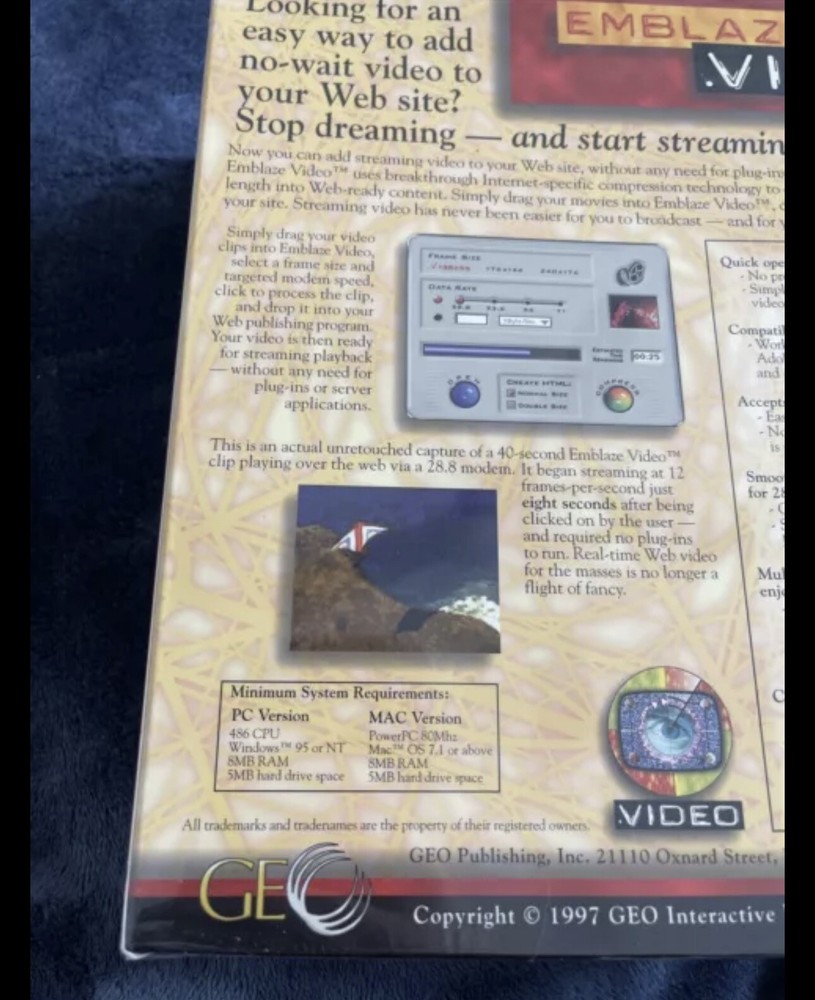 Looking for an
easy way to add
no-wait video to
your Web site?
Stop dreaming — and start streamin
EMBLAZ
.VI
Now you can add streaming video to your Web site, without any need for plug-ins
Emblaze Video™ uses breakthrough Internet-specific compression technology to
length into Web-ready content. Simply drag your movies into Emblaze Video™,
your site. Streaming video has never been easier for you to broadcast — and for
Simply drag your video
clips into Emblaze Video,
select a frame size and
targeted modem speed,
click to process the clip,
and drop it into your
Web publishing program.
Your video is then ready
for streaming playback
— without any need for
plug-ins or server
applications.
FRAME SIZE
DATA RATE
00:25
OPEN
CREATE HTML:
NORMAL SIZE
DOUBLE SIZE
COMPRESS
Quick ope
- No pr
- Simpl
video
Compati
- Work
Ado
and
Accept
- Ea
- No
is
Smoo
for 28
Mul
enj
This is an actual unretouched capture of a 40-second Emblaze Video™
clip playing over the web via a 28.8 modem. It began streaming at 12
frames-per-second just
eight seconds after being
clicked on by the user —
and required no plug-ins
to run. Real-time Web video
for the masses is no longer a
flight of fancy.
Minimum System Requirements:
PC Version
486 CPU
Windows™ 95 or NT
8MB RAM
5MB hard drive space
MAC Version
PowerPC 80Mhz
Mac™ OS 7.1 or above
8MB RAM
5MB hard drive space
.VIDEO
All trademarks and tradenames are the property of their registered owners.
GEO
GEO Publishing, Inc. 21110 Oxnard Street,
Copyright © 1997 GEO Interactive